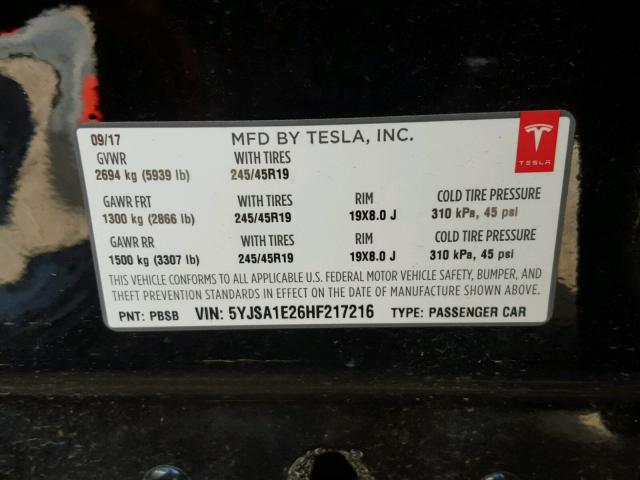 09/17 MFD BY TESLA, INC.
GVWR WITH TIRES
2694 kg (5939 lb) 245/45R19
TESLA
GAWR FRT WITH TIRES RIM COLD TIRE PRESSURE
1300 kg (2866 lb) 245/45R19 19X8.0 J 310 kPa, 45 psi
GAWR RR WITH TIRES RIM COLD TIRE PRESSURE
1500 kg (3307 lb) 245/45R19 19X8.0 J 310 kPa, 45 psi
THIS VEHICLE CONFORMS TO ALL APPLICABLE U.S. FEDERAL MOTOR VEHICLE SAFETY, BUMPER, AND
THEFT PREVENTION STANDARDS IN EFFECT ON THE DATE OF MANUFACTURE SHOWN ABOVE.
PNT: PBSB VIN: 5YJSA1E26HF217216 TYPE: PASSENGER CAR